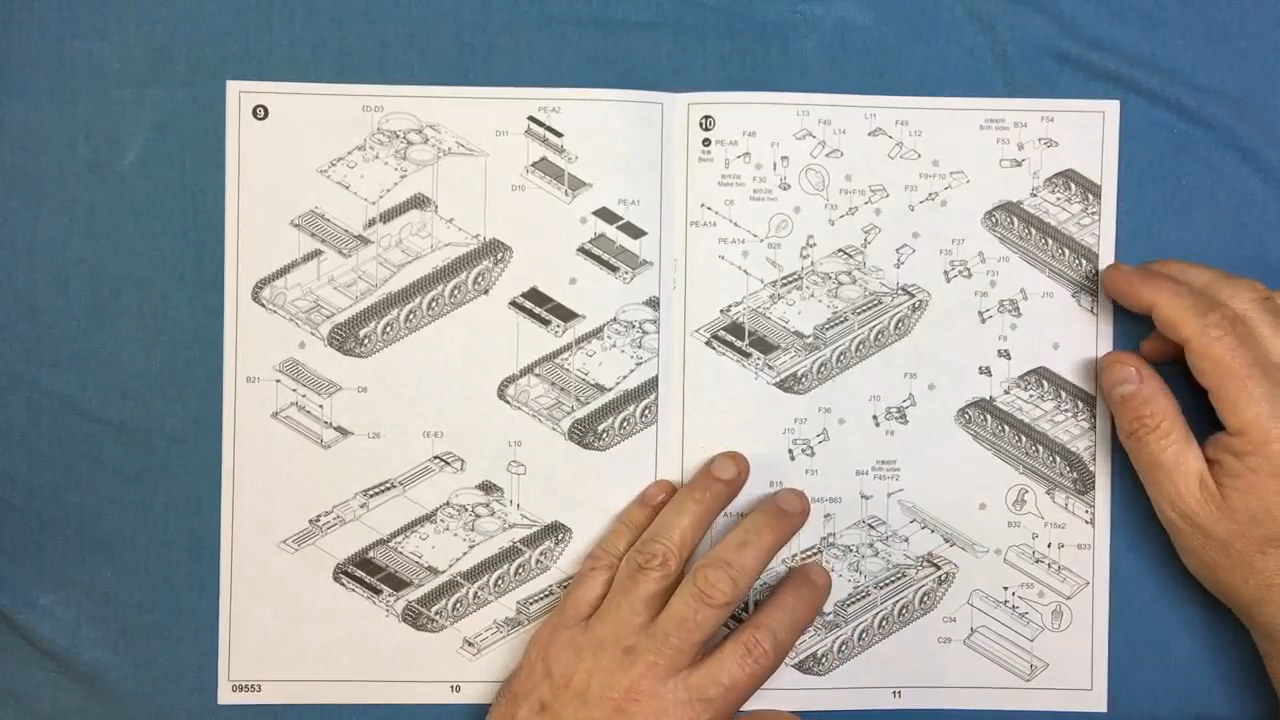 9
(D-D)
PE-A2
D11
D10
PE-A1
B21
D8
L26
(E-E)
L10
09553
10
10
L13
F49
L14
L11
F49
L12
Both sides
B34
F54
F53
PE-A6
Bend
F48
F1
Make two
F30
Make two
F33
F9+F10
F33
F9+F10
C6
PE-A14
PE-A14
B28
F37
F35
J10
F31
F36
J10
F8
F35
J10
F8
F36
F37
J10
F31
B15
B45+B63
B44
Both sides
F45+F2
B32
F15x2
B33
F55
C34
C29
11